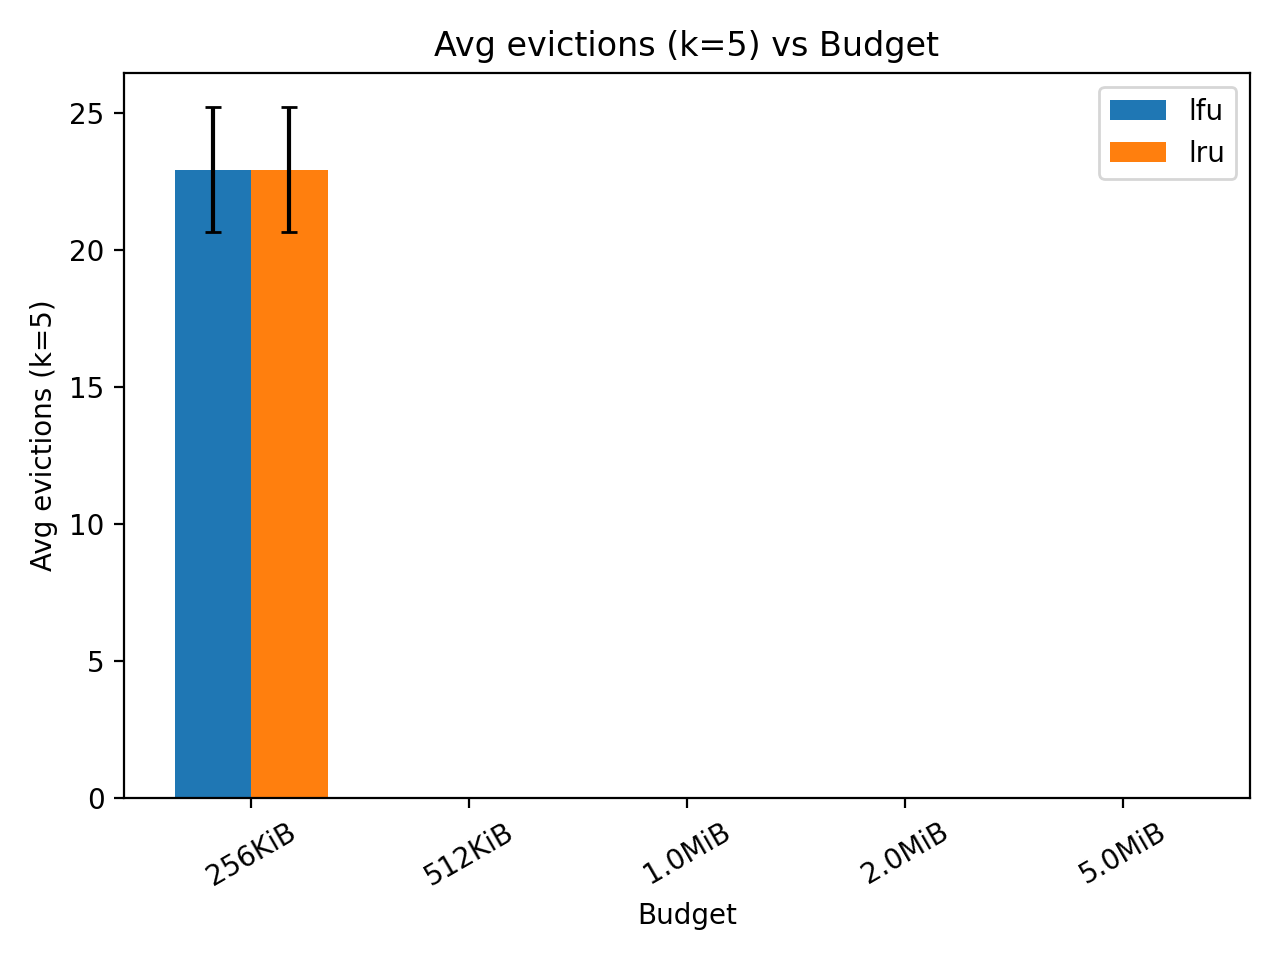 Avg evictions (k=5) vs Budget
lfu
lru
Avg evictions (k=5)
25
20
15
10
5
0
256KiB
512KiB
1.0MiB
2.0MiB
5.0MiB
Budget